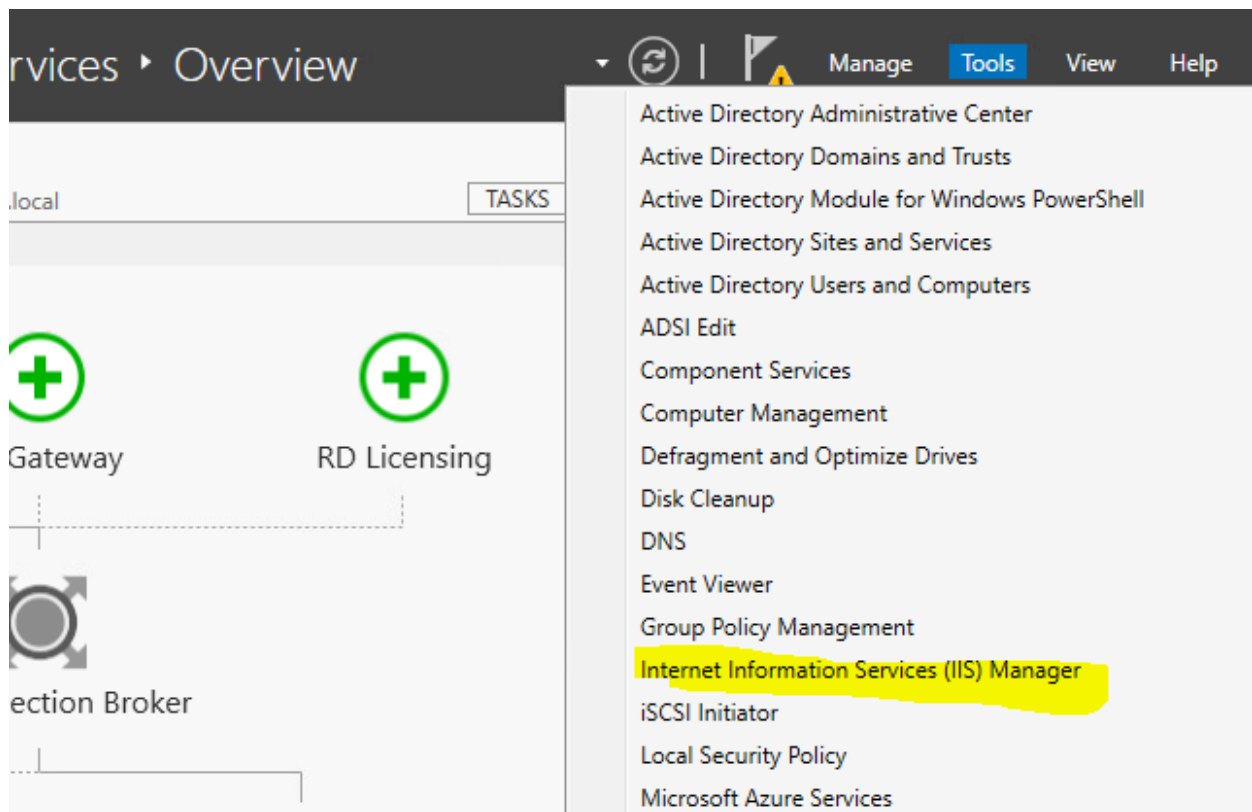 rvices ‣ Overview
Manage Tools View Help
.local
TASKS
Gateway
RD Licensing
ection Broker
Active Directory Administrative Center
Active Directory Domains and Trusts
Active Directory Module for Windows PowerShell
Active Directory Sites and Services
Active Directory Users and Computers
ADSI Edit
Component Services
Computer Management
Defragment and Optimize Drives
Disk Cleanup
DNS
Event Viewer
Group Policy Management
Internet Information Services (IIS) Manager
iSCSI Initiator
Local Security Policy
Microsoft Azure Services